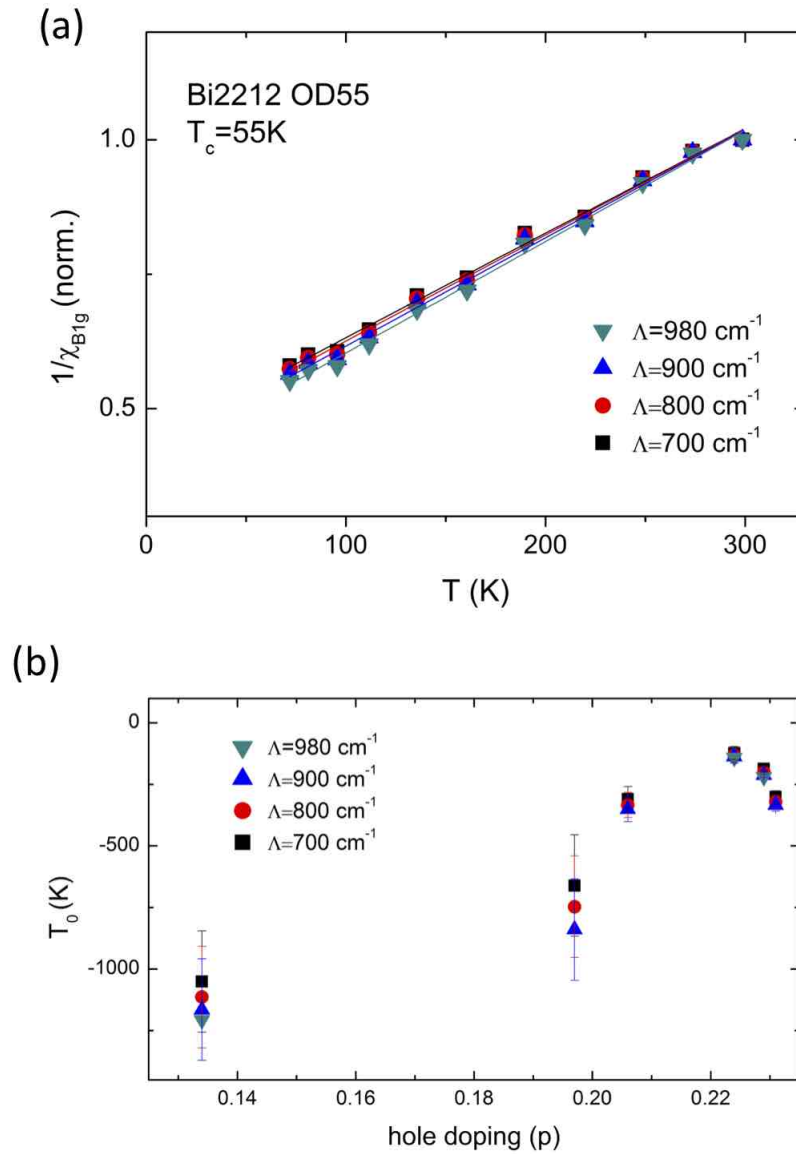 (a)
Bi2212 OD55
T_c=55K
1.0
0.5
1/χ_B1g (norm.)
Λ=980 cm⁻¹
Λ=900 cm⁻¹
Λ=800 cm⁻¹
Λ=700 cm⁻¹
0 100 200 300
T (K)
(b)
0
-500
-1000
T_0 (K)
Λ=980 cm⁻¹
Λ=900 cm⁻¹
Λ=800 cm⁻¹
Λ=700 cm⁻¹
0.14 0.16 0.18 0.20 0.22
hole doping (p)